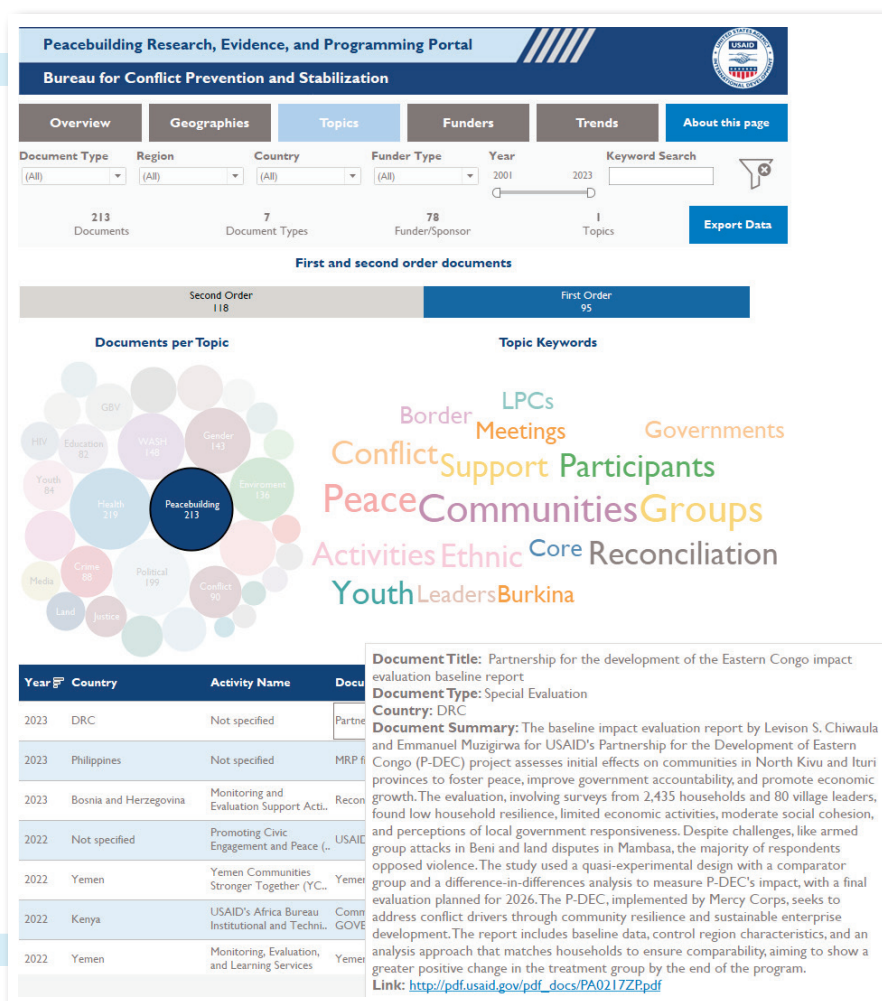 Peacebuilding Research, Evidence, and Programming Portal
Bureau for Conflict Prevention and Stabilization
USAID
Overview
Geographies
Topics
Funders
Trends
About this page
Document Type
Region
Country
Funder Type
Year
Keyword Search
(All)
(All)
(All)
(All)
2001
2023
213
Documents
7
Document Types
78
Funder/Sponsor
1
Topics
Export Data
First and second order documents
Second Order
118
First Order
95
Documents per Topic
Topic Keywords
GBV
HIV
Education
82
WASH
148
Gender
143
Youth
84
Health
219
Peacebuilding
213
Enviroment
136
Crime
88
Political
199
Conflict
90
Media
Land
Justice
LPCs
Border
Meetings
Governments
Conflict
Support
Participants
Peace
Communities
Groups
Activities
Ethnic
Core
Reconciliation
Youth
Leaders
Burkina
Year Country Activity Name Docu
2023 DRC Not specified Partne
2023 Philippines Not specified MRP f
2023 Bosnia and Herzegovina Monitoring and
Evaluation Support Acti.. Recon
2022 Not specified Promoting Civic
Engagement and Peace (.. USAID
2022 Yemen Yemen Communities
Stronger Together (YC.. Yemer
2022 Kenya USAID's Africa Bureau
Institutional and Techni.. Comm
GOVE
2022 Yemen Monitoring, Evaluation,
and Learning Services Yemer
Document Title: Partnership for the development of the Eastern Congo impact
evaluation baseline report
Document Type: Special Evaluation
Country: DRC
Document Summary: The baseline impact evaluation report by Levison S. Chiwaula
and Emmanuel Muzigirwa for USAID's Partnership for the Development of Eastern
Congo (P-DEC) project assesses initial effects on communities in North Kivu and Ituri
provinces to foster peace, improve government accountability, and promote economic
growth. The evaluation, involving surveys from 2,435 households and 80 village leaders,
found low household resilience, limited economic activities, moderate social cohesion,
and perceptions of local government responsiveness. Despite challenges, like armed
group attacks in Beni and land disputes in Mambasa, the majority of respondents
opposed violence. The study used a quasi-experimental design with a comparator
group and a difference-in-differences analysis to measure P-DEC's impact, with a final
evaluation planned for 2026. The P-DEC, implemented by Mercy Corps, seeks to
address conflict drivers through community resilience and sustainable enterprise
development. The report includes baseline data, control region characteristics, and an
analysis approach that matches households to ensure comparability, aiming to show a
greater positive change in the treatment group by the end of the program.
Link: http://pdf.usaid.gov/pdf_docs/PA0217ZP.pdf